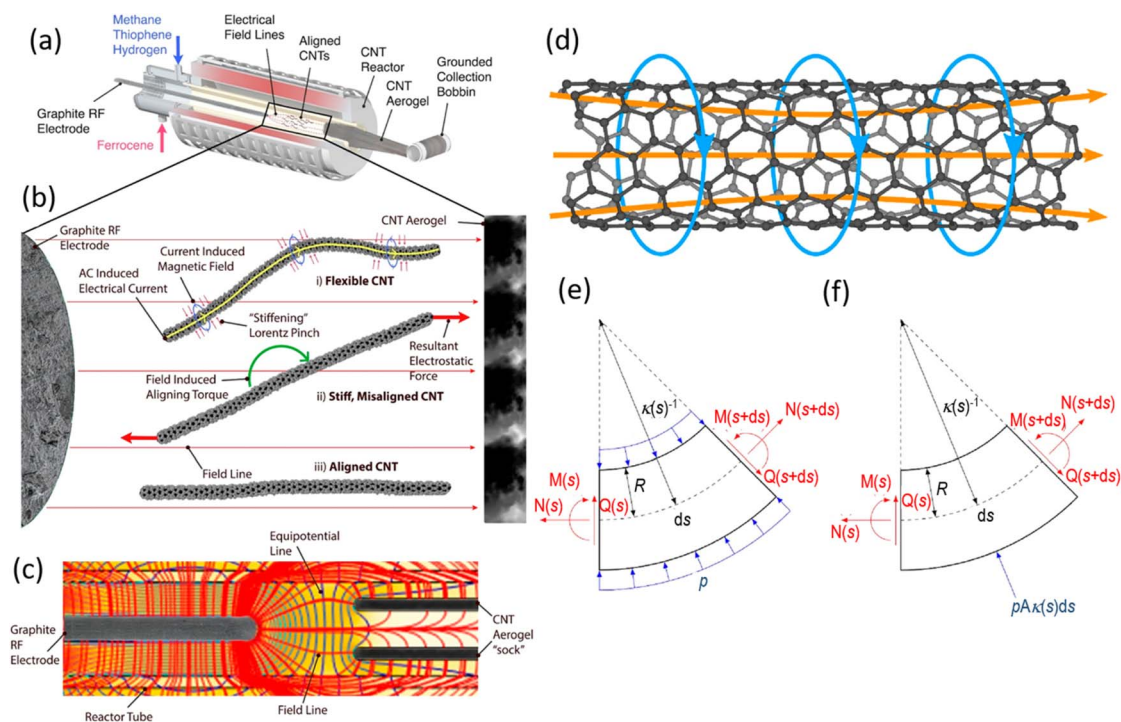 (a)
Methane
Thiophene
Hydrogen
Electrical
Field Lines
Aligned
CNTs
CNT
Reactor
CNT
Aerogel
Grounded
Collection
Bobbin
Graphite RF
Electrode
Ferrocene
(b)
Graphite RF
Electrode
CNT Aerogel
Current Induced
Magnetic Field
AC Induced
Electrical Current
i) Flexible CNT
"Stiffening"
Lorentz Pinch
Resultant
Electrostatic
Force
Field Induced
Aligning Torque
ii) Stiff, Misaligned CNT
Field Line
iii) Aligned CNT
(c)
Equipotential
Line
Graphite
RF
Electrode
CNT
Aerogel
"sock"
Reactor Tube
Field Line
(d)
(e)
κ(s)-1
M(s+ds)
N(s+ds)
Q(s+ds)
M(s)
Q(s)
N(s)
R
ds
p
(f)
κ(s)-1
M(s+ds)
N(s+ds)
Q(s+ds)
M(s)
Q(s)
N(s)
R
ds
pAκ(s)ds